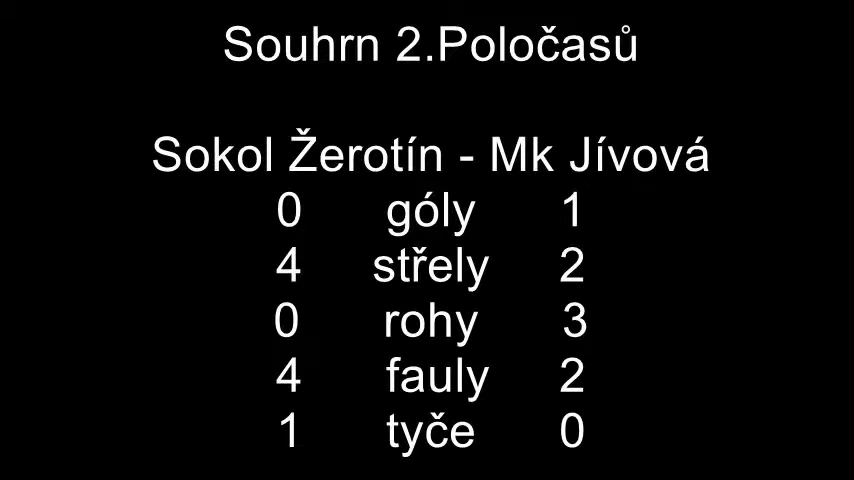 Souhrn 2.Poločasů
Sokol Žerotín - Mk Jívová
0 góly 1
4 střely 2
0 rohy 3
4 fauly 2
1 tyče 0